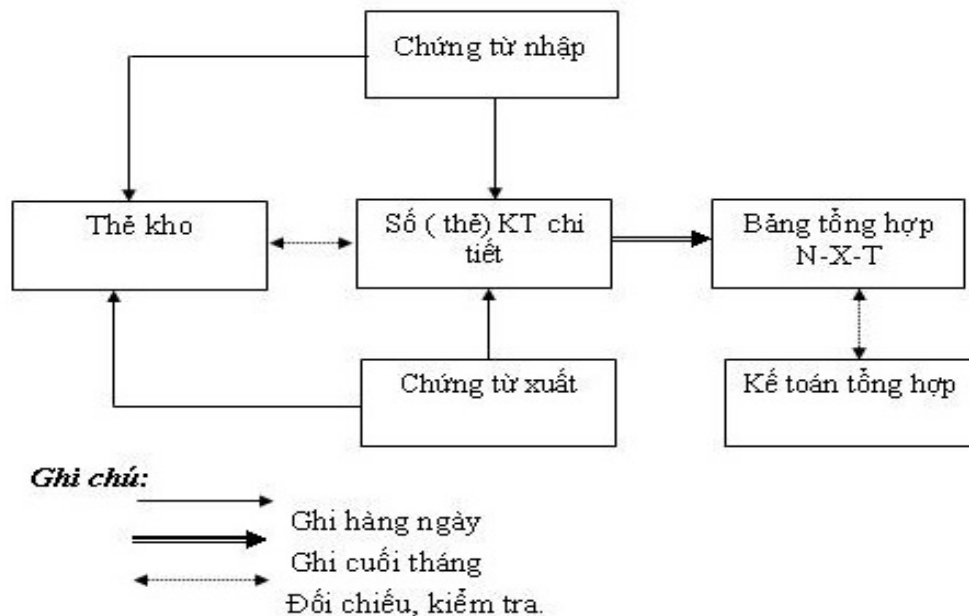 Chứng từ nhập
Thẻ kho
Số ( thẻ) KT chi
tiết
Bảng tổng hợp
N-X-T
Chứng từ xuất
Kế toán tổng hợp
Ghi chú:
Ghi hàng ngày
Ghi cuối tháng
Đối chiếu, kiểm tra.